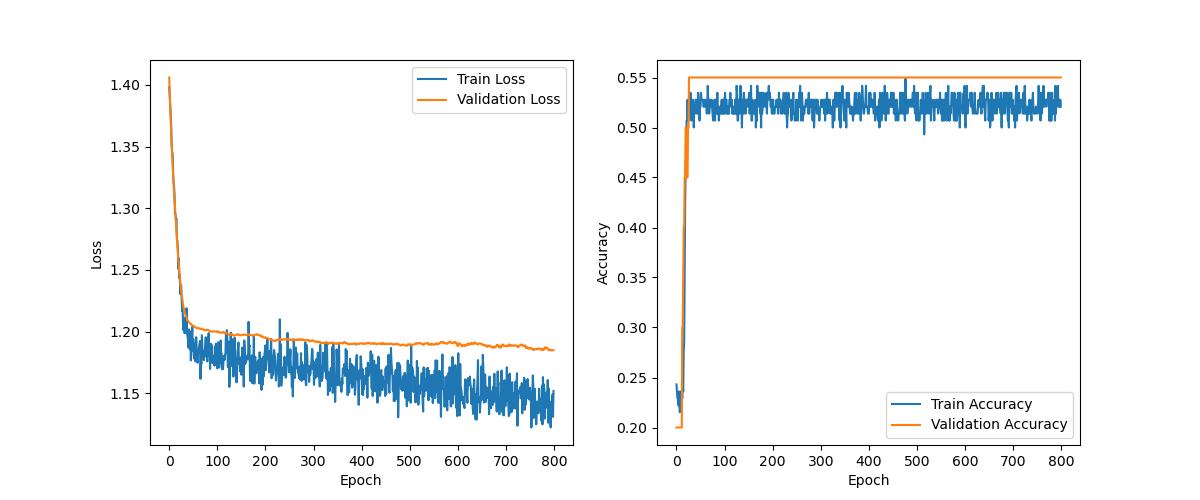 1.40
1.35
1.30
1.25
1.20
1.15
Loss
0 100 200 300 400 500 600 700 800
Epoch
Train Loss
Validation Loss
0.55
0.50
0.45
0.40
0.35
0.30
0.25
0.20
Accuracy
0 100 200 300 400 500 600 700 800
Epoch
Train Accuracy
Validation Accuracy